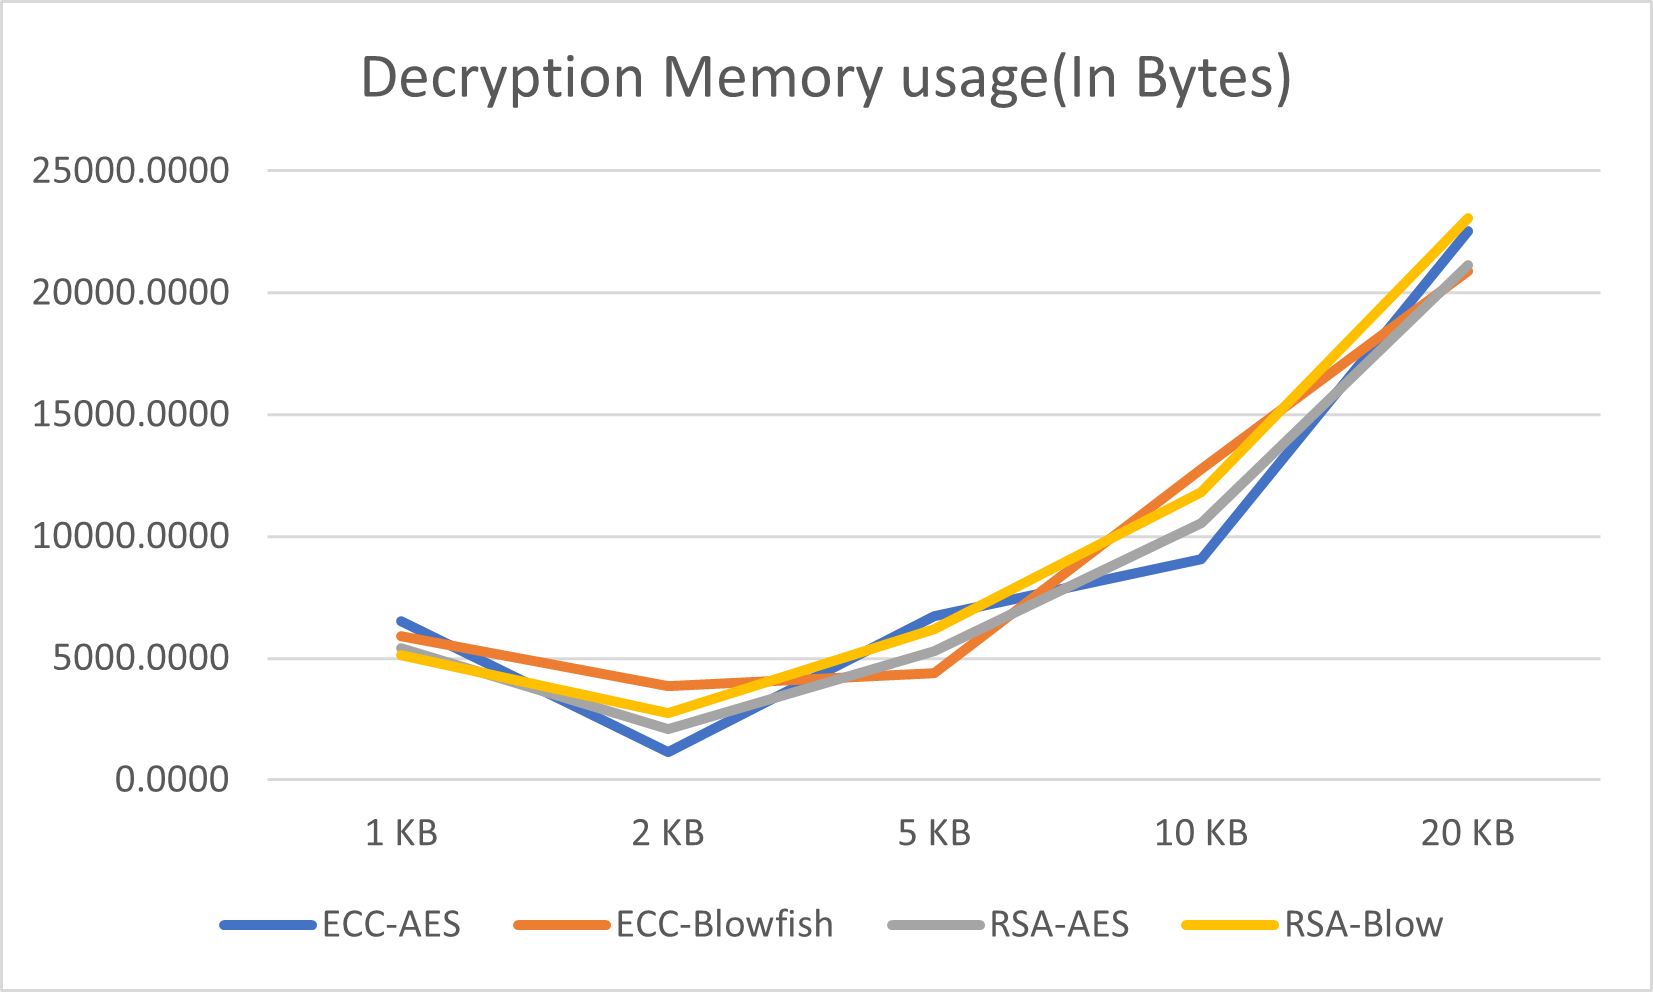 Decryption Memory usage(In Bytes)
25000.0000
20000.0000
15000.0000
10000.0000
5000.0000
0.0000
1 KB 2 KB 5 KB 10 KB 20 KB
ECC-AES ECC-Blowfish RSA-AES RSA-Blow